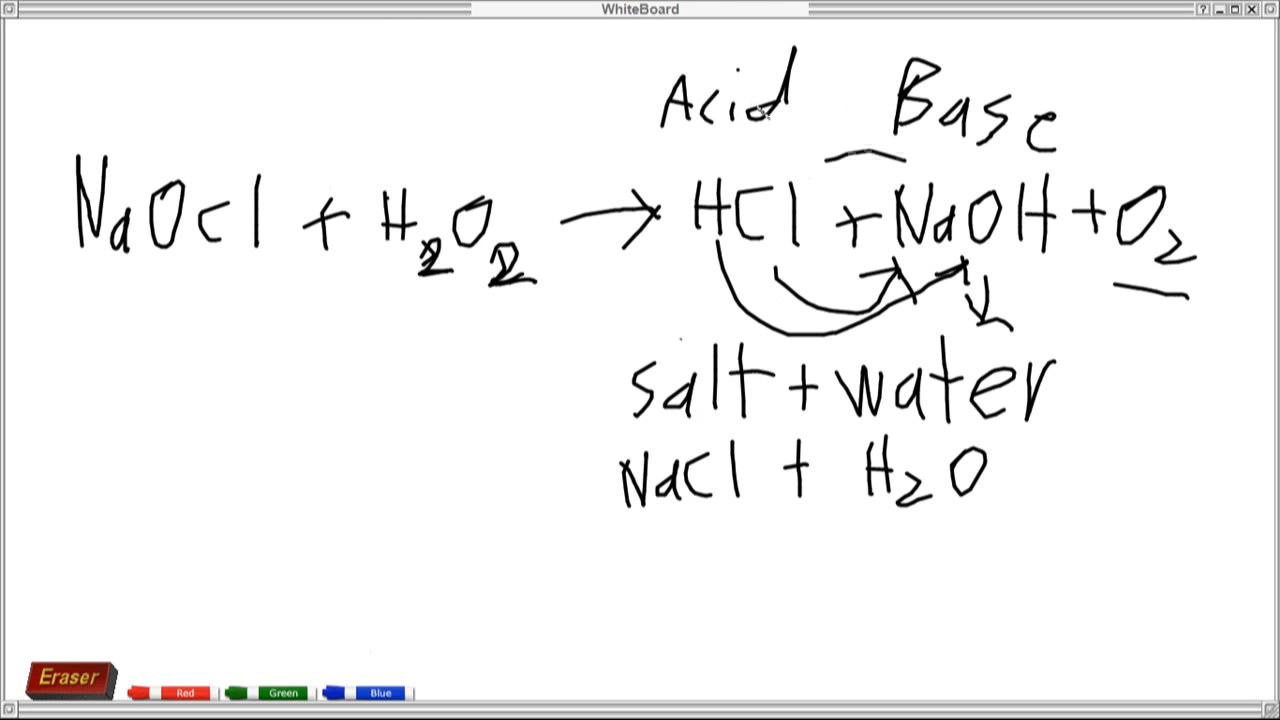 WhiteBoard
Acid Base
NaOCl + H₂O₂ → HCl + NaOH + O₂
salt + water
NaCl + H₂O
Eraser
Red Green Blue